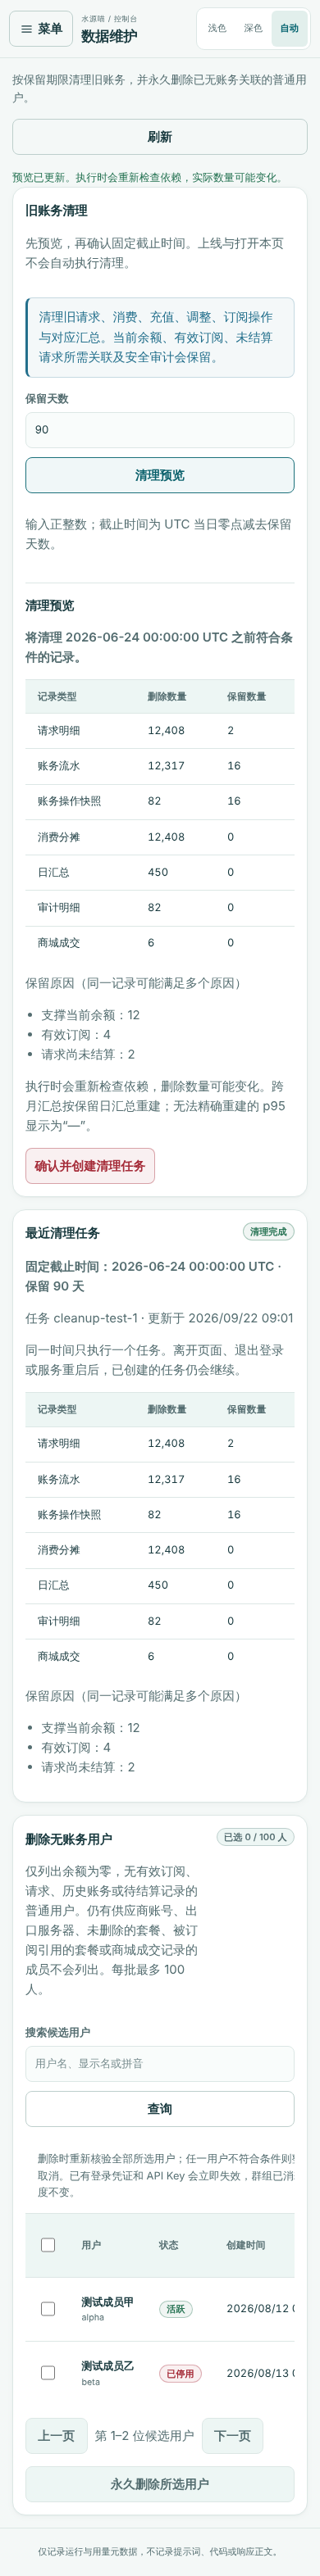 菜单
水源喵 / 控制台
数据维护
浅色 深色 自动
按保留期限清理旧账务，并永久删除已无账务关联的普通用
户。
刷新
预览已更新。执行时会重新检查依赖，实际数量可能变化。
旧账务清理
先预览，再确认固定截止时间。上线与打开本页
不会自动执行清理。
清理旧请求、消费、充值、调整、订阅操作
与对应汇总。当前余额、有效订阅、未结算
请求所需关联及安全审计会保留。
保留天数
90
清理预览
输入正整数；截止时间为 UTC 当日零点减去保留
天数。
清理预览
将清理 2026-06-24 00:00:00 UTC 之前符合条
件的记录。
记录类型 删除数量 保留数量
请求明细 12,408 2
账务流水 12,317 16
账务操作快照 82 16
消费分摊 12,408 0
日汇总 450 0
审计明细 82 0
商城成交 6 0
保留原因（同一记录可能满足多个原因）
• 支撑当前余额：12
• 有效订阅：4
• 请求尚未结算：2
执行时会重新检查依赖，删除数量可能变化。跨
月汇总按保留日汇总重建；无法精确重建的 p95
显示为“—”。
确认并创建清理任务
最近清理任务 清理完成
固定截止时间：2026-06-24 00:00:00 UTC ·
保留 90 天
任务 cleanup-test-1 · 更新于 2026/09/22 09:01
同一时间只执行一个任务。离开页面、退出登录
或服务重启后，已创建的任务仍会继续。
记录类型 删除数量 保留数量
请求明细 12,408 2
账务流水 12,317 16
账务操作快照 82 16
消费分摊 12,408 0
日汇总 450 0
审计明细 82 0
商城成交 6 0
保留原因（同一记录可能满足多个原因）
• 支撑当前余额：12
• 有效订阅：4
• 请求尚未结算：2
删除无账务用户 已选 0 / 100 人
仅列出余额为零，无有效订阅、
请求、历史账务或待结算记录的
普通用户。仍有供应商账号、出
口服务器、未删除的套餐、被订
阅引用的套餐或商城成交记录的
成员不会列出。每批最多 100
人。
搜索候选用户
用户名、显示名或拼音
查询
删除时重新核验全部所选用户；任一用户不符合条件则
取消。已有登录凭证和 API Key 会立即失效，群组已消
度不变。
用户 状态 创建时间
测试成员甲 活跃 2026/08/12
alpha
测试成员乙 已停用 2026/08/13
beta
上一页 第 1–2 位候选用户 下一页
永久删除所选用户
仅记录运行与用量元数据，不记录提示词、代码或响应正文。